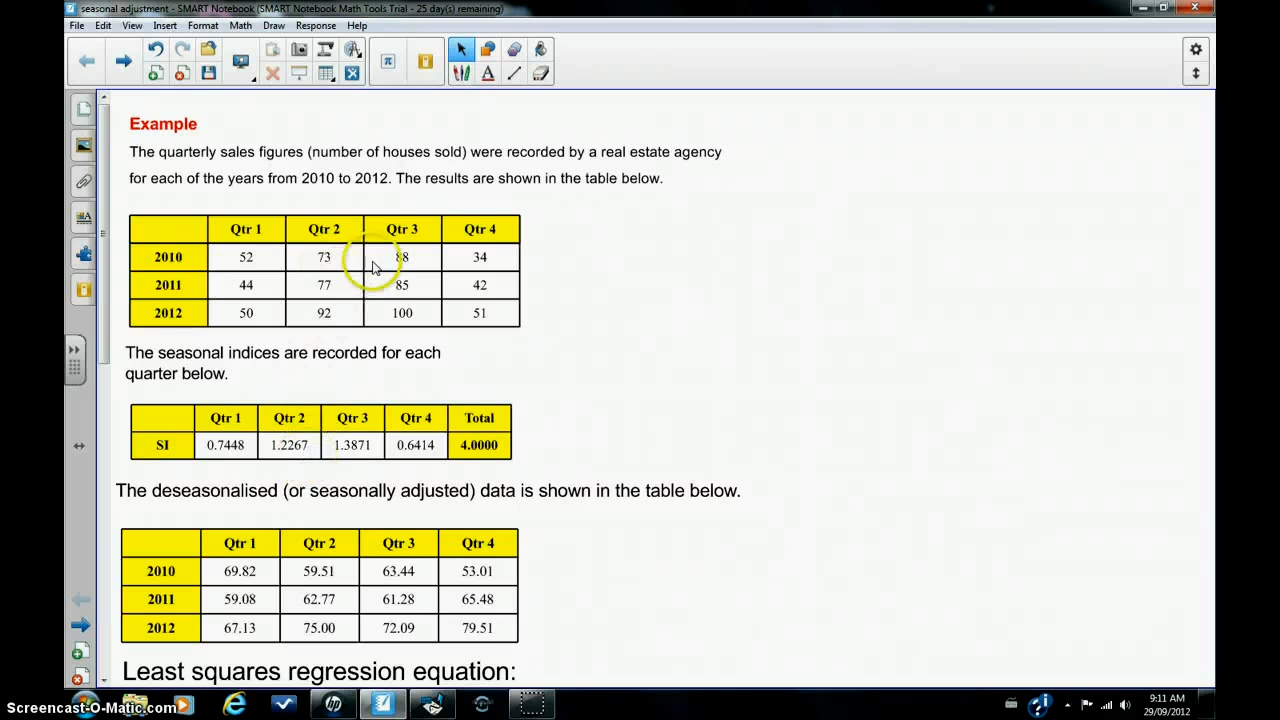 seasonal adjustment - SMART Notebook (SMART Notebook Math Tools Trial - 25 day(s) remaining)
File Edit View Insert Format Math Draw Response Help
Example
The quarterly sales figures (number of houses sold) were recorded by a real estate agency
for each of the years from 2010 to 2012. The results are shown in the table below.
Qtr 1 Qtr 2 Qtr 3 Qtr 4
2010 52 73 88 34
2011 44 77 85 42
2012 50 92 100 51
The seasonal indices are recorded for each
quarter below.
Qtr 1 Qtr 2 Qtr 3 Qtr 4 Total
SI 0.7448 1.2267 1.3871 0.6414 4.0000
The deseasonalised (or seasonally adjusted) data is shown in the table below.
Qtr 1 Qtr 2 Qtr 3 Qtr 4
2010 69.82 59.51 63.44 53.01
2011 59.08 62.77 61.28 65.48
2012 67.13 75.00 72.09 79.51
Least squares regression equation:
9:11 AM
29/09/2012
Screencast-O-Matic.com